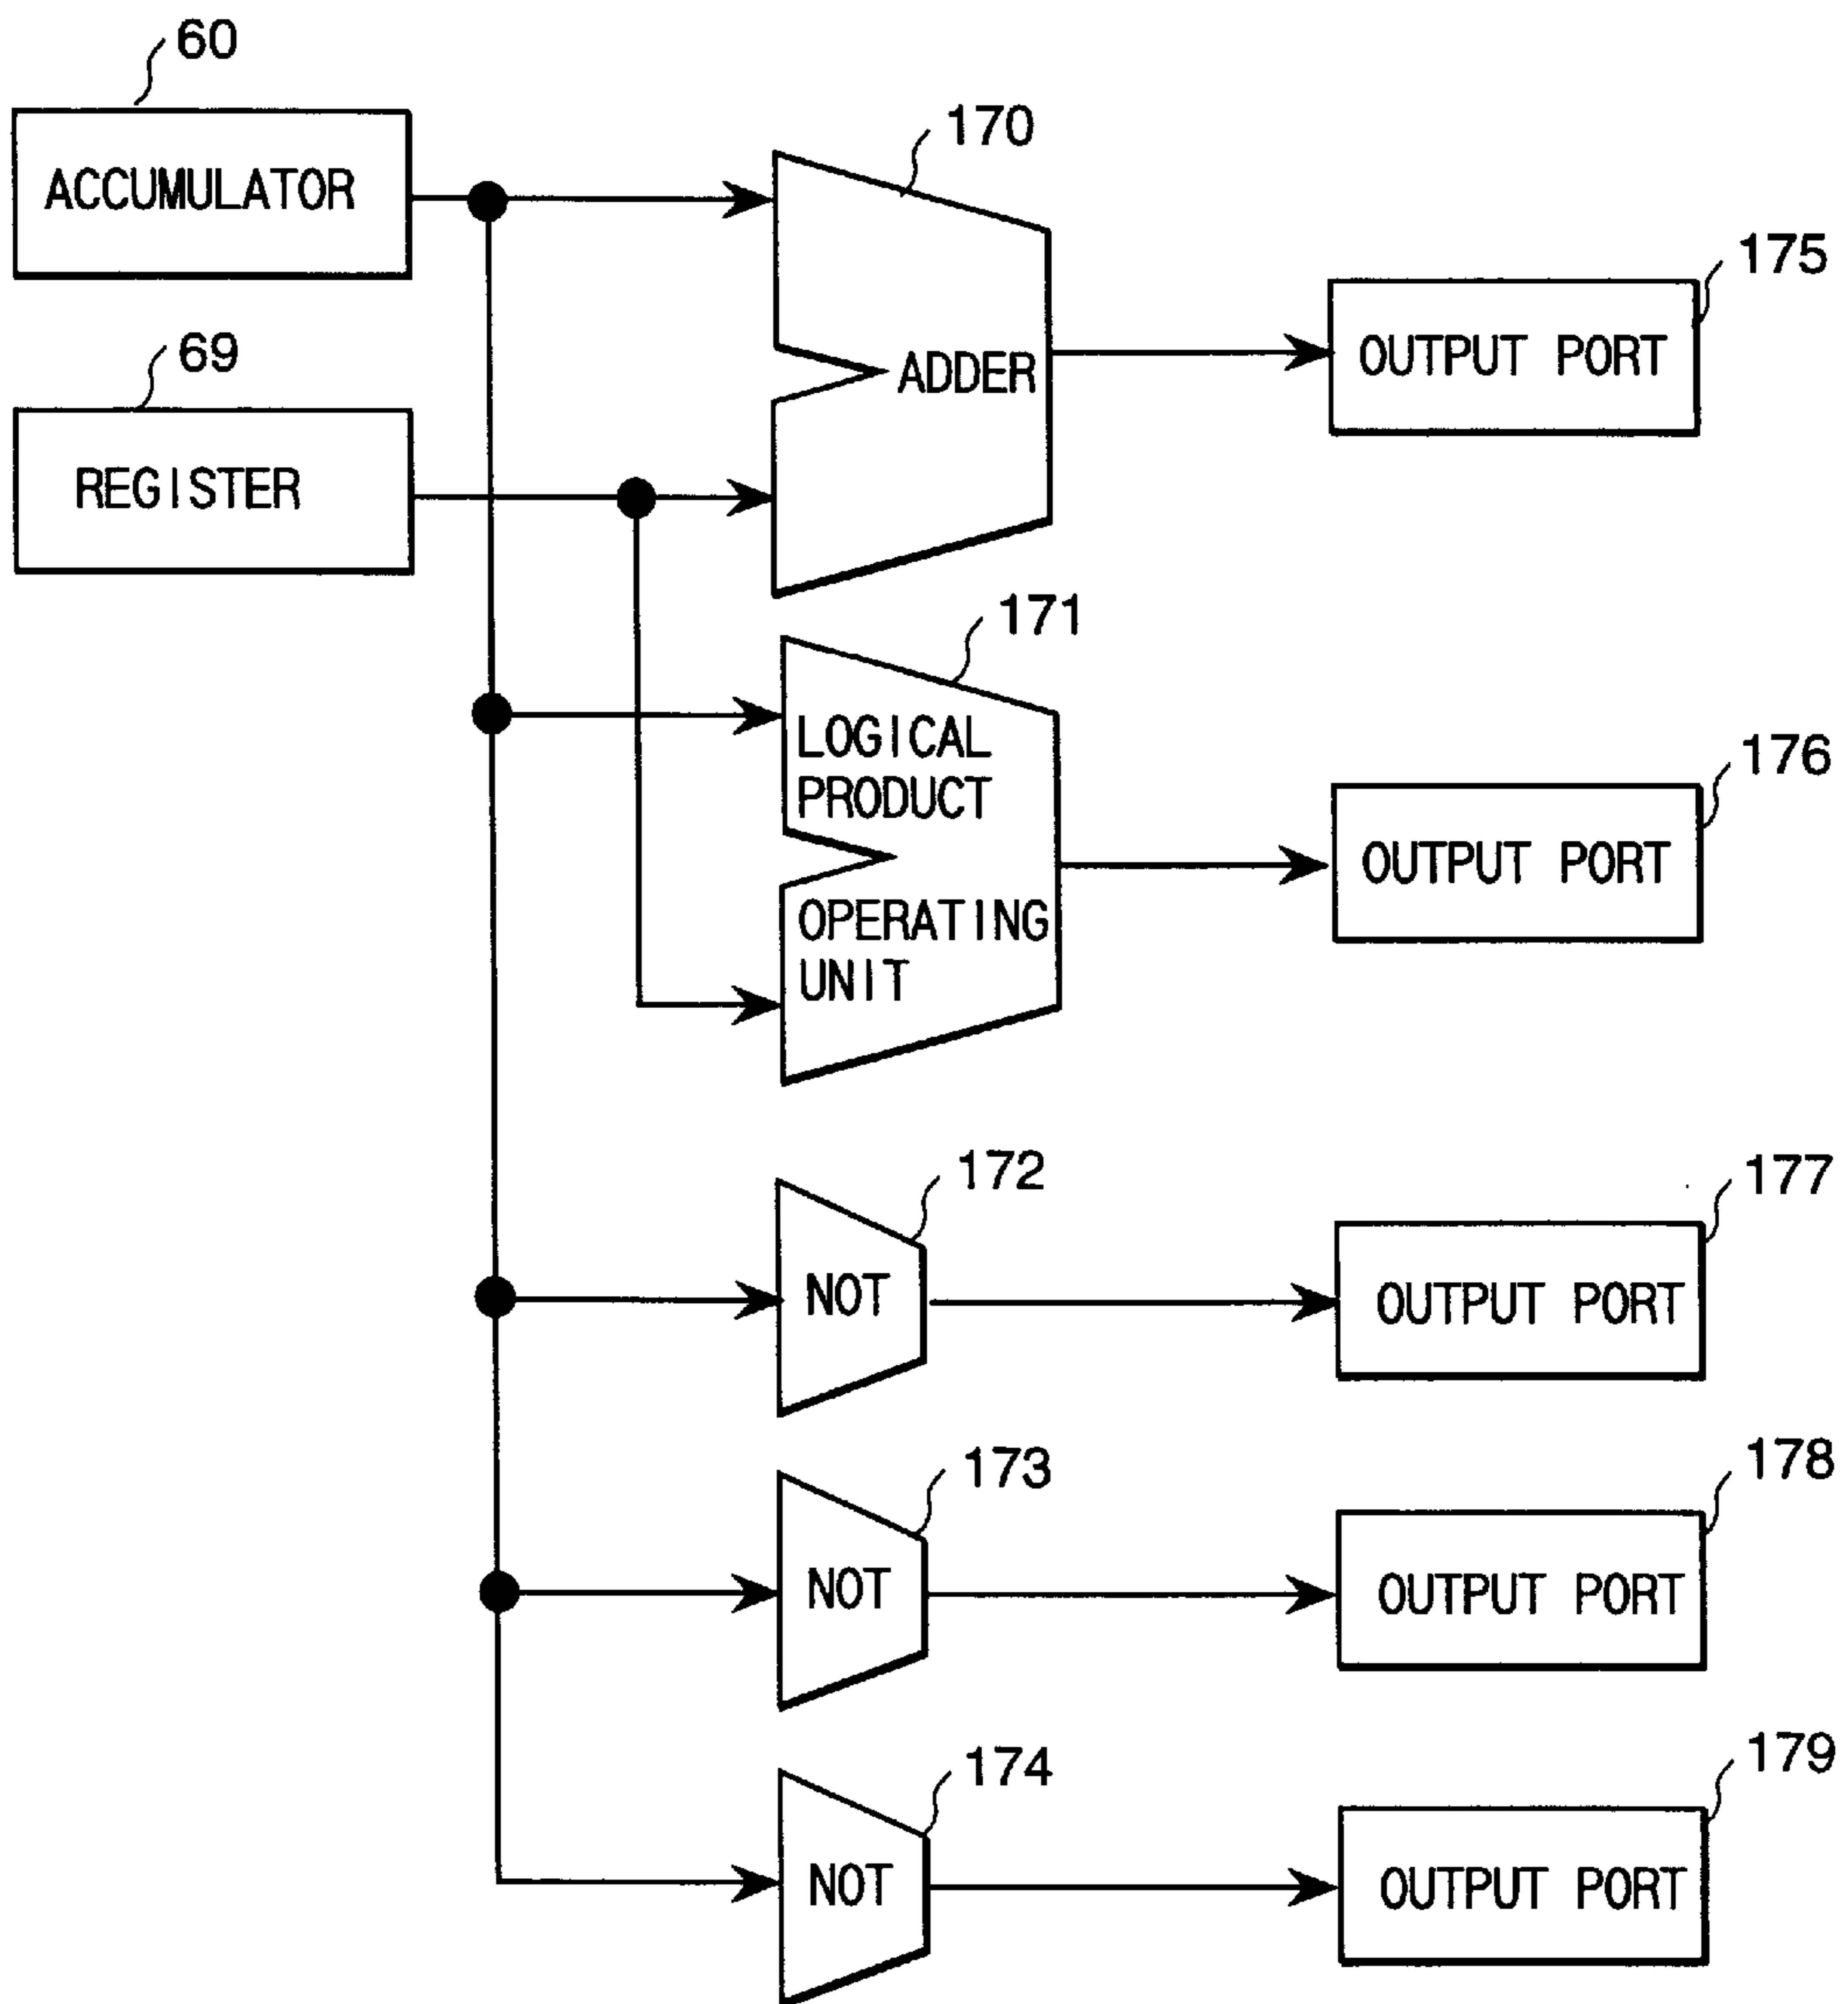 60
ACCUMULATOR
170
175
69
ADDER
OUTPUT PORT
REGISTER
171
LOGICAL
PRODUCT
176
OUTPUT PORT
OPERATING
UNIT
172
177
NOT
OUTPUT PORT
173
178
NOT
OUTPUT PORT
174
179
NOT
OUTPUT PORT